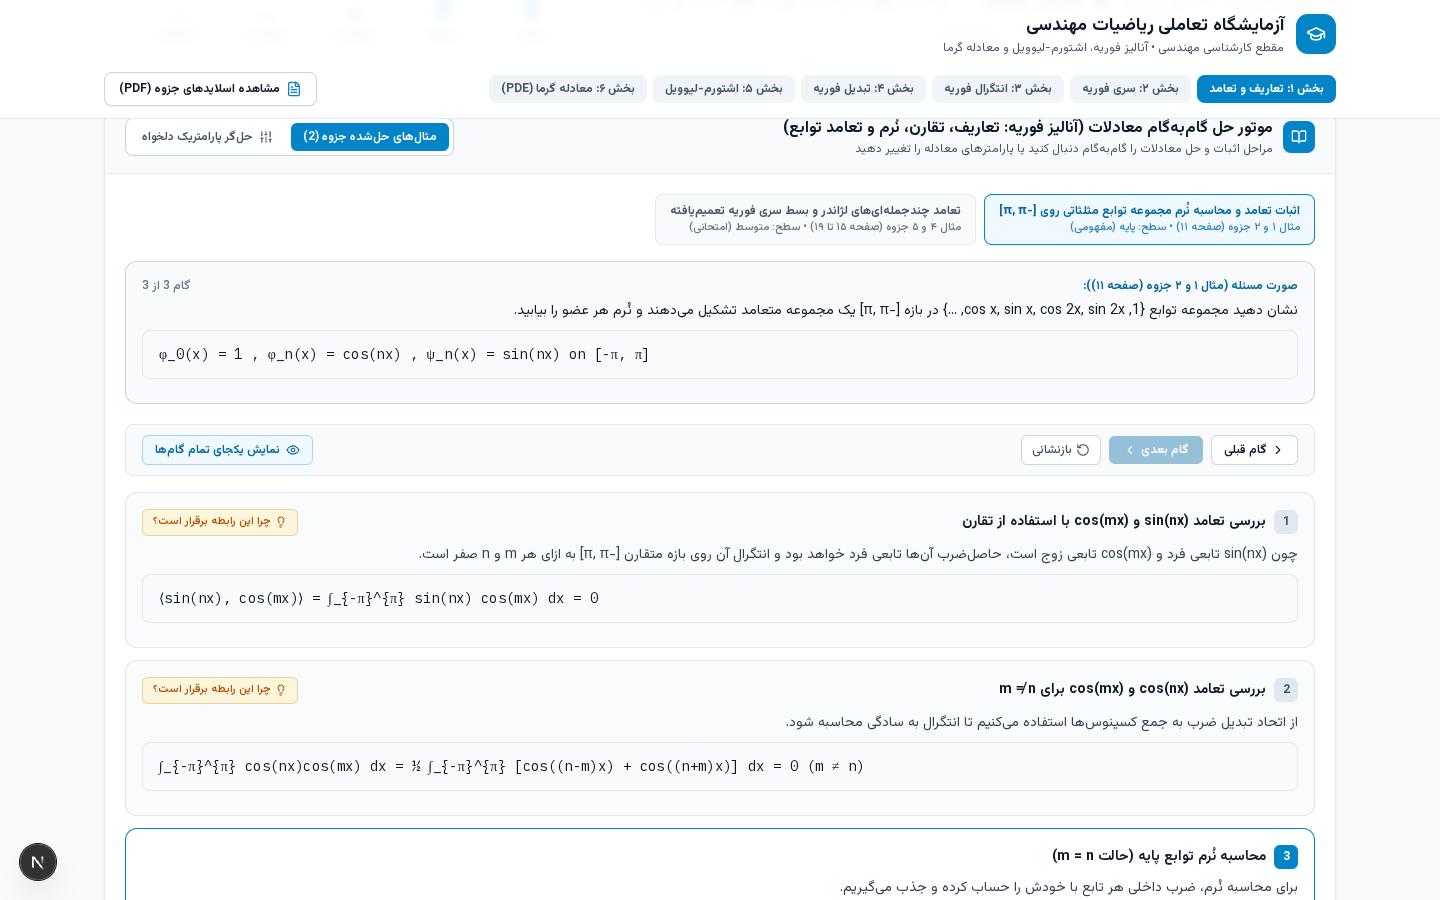 آزمایشگاه تعاملی ریاضیات مهندسی
مقطع کارشناسی مهندسی • آنالیز فوریه، اشتورم-لیوویل و معادله گرما
بخش ۱: تعاریف و تعامد
بخش ۲: سری فوریه
بخش ۳: انتگرال فوریه
بخش ۴: تبدیل فوریه
بخش ۵: اشتورم-لیوویل
بخش ۶: معادله گرما (PDE)
مشاهده اسلایدهای جزوه (PDF)
موتور حل گام‌به‌گام معادلات (آنالیز فوریه: تعاریف، تقارن، نُرم و تعامد توابع)
مراحل اثبات و حل معادلات را گام‌به‌گام دنبال کنید یا پارامترهای معادله را تغییر دهید
مثال‌های حل‌شده جزوه (2)
حل‌گر پارامتریک دلخواه
اثبات تعامد و محاسبه نُرم مجموعه توابع مثلثاتی روی [-π, π]
مثال ۱ و ۲ جزوه (صفحه ۱۱) • سطح: پایه (مفهومی)
تعامد چندجمله‌ای‌های لژاندر و بسط سری فوریه تعمیم‌یافته
مثال ۴ و ۵ جزوه (صفحه ۱۵ تا ۱۹) • سطح: متوسط (امتحانی)
صورت مسئله (مثال ۱ و ۲ جزوه (صفحه ۱۱)):
گام 3 از 3
نشان دهید مجموعه توابع {1, cos x, sin x, cos 2x, sin 2x, ...} در بازه [-π, π] یک مجموعه متعامد تشکیل می‌دهند و نُرم هر عضو را بیابید.
φ_0(x) = 1 , φ_n(x) = cos(nx) , ψ_n(x) = sin(nx) on [-π, π]
گام قبلی
گام بعدی
بازنشانی
نمایش یکجای تمام گام‌ها
1 بررسی تعامد sin(nx) و cos(mx) با استفاده از تقارن
چرا این رابطه برقرار است؟
چون sin(nx) تابعی فرد و cos(mx) تابعی زوج است، حاصل‌ضرب آن‌ها تابعی فرد خواهد بود و انتگرال آن روی بازه متقارن [-π, π] به ازای هر m و n صفر است.
⟨sin(nx), cos(mx)⟩ = ∫_{-π}^{π} sin(nx) cos(mx) dx = 0
2 بررسی تعامد cos(nx) و cos(mx) برای m ≠ n
چرا این رابطه برقرار است؟
از اتحاد تبدیل ضرب به جمع کسینوس‌ها استفاده می‌کنیم تا انتگرال به سادگی محاسبه شود.
∫_{-π}^{π} cos(nx)cos(mx) dx = ½ ∫_{-π}^{π} [cos((n-m)x) + cos((n+m)x)] dx = 0 (m ≠ n)
3 محاسبه نُرم توابع پایه (حالت m = n)
برای محاسبه نُرم، ضرب داخلی هر تابع با خودش را حساب کرده و جذب می‌گیریم.